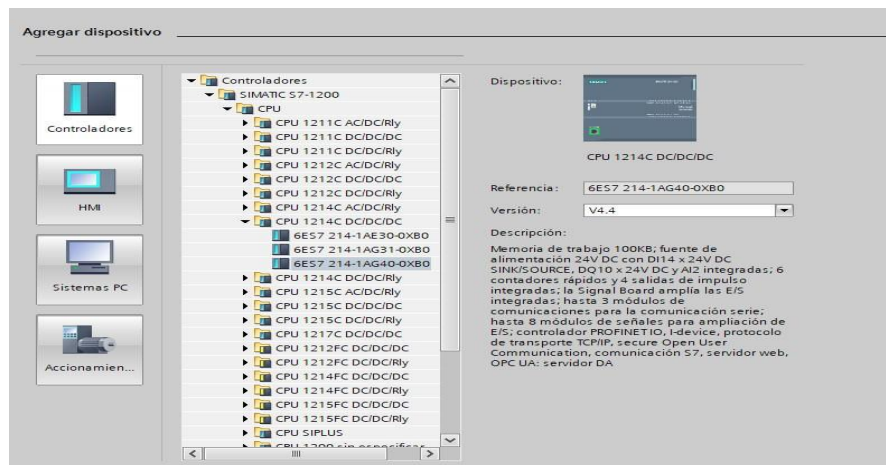 Agregar dispositivo
Controladores
HMI
Sistemas PC
Accionamien...
Controladores
SIMATIC S7-1200
CPU
CPU 1211C AC/DC/Rly
CPU 1211C DC/DC/DC
CPU 1211C DC/DC/Rly
CPU 1212C AC/DC/Rly
CPU 1212C DC/DC/DC
CPU 1212C DC/DC/Rly
CPU 1214C AC/DC/Rly
CPU 1214C DC/DC/DC
6ES7 214-1AE30-0XB0
6ES7 214-1AG31-0XB0
6ES7 214-1AG40-0XB0
CPU 1214C DC/DC/Rly
CPU 1215C AC/DC/Rly
CPU 1215C DC/DC/DC
CPU 1215C DC/DC/Rly
CPU 1217C DC/DC/DC
CPU 1212FC DC/DC/DC
CPU 1212FC DC/DC/Rly
CPU 1214FC DC/DC/DC
CPU 1214FC DC/DC/Rly
CPU 1215FC DC/DC/DC
CPU 1215FC DC/DC/Rly
CPU SIPLUS
CPU 1200 sin especificar
Dispositivo:
CPU 1214C DC/DC/DC
Referencia: 6ES7 214-1AG40-0XB0
Versión: V4.4
Descripción:
Memoria de trabajo 100KB; fuente de
alimentación 24V DC con DI14 x 24V DC
SINK/SOURCE, DQ10 x 24V DC y AI2 integradas; 6
contadores rápidos y 4 salidas de impulso
integradas; la Signal Board amplía las E/S
integradas; hasta 3 módulos de
comunicaciones para la comunicación serie;
hasta 8 módulos de señales para ampliación de
E/S; controlador PROFINET IO, I-device, protocolo
de transporte TCP/IP, secure Open User
Communication, comunicación S7, servidor web,
OPC UA: servidor DA